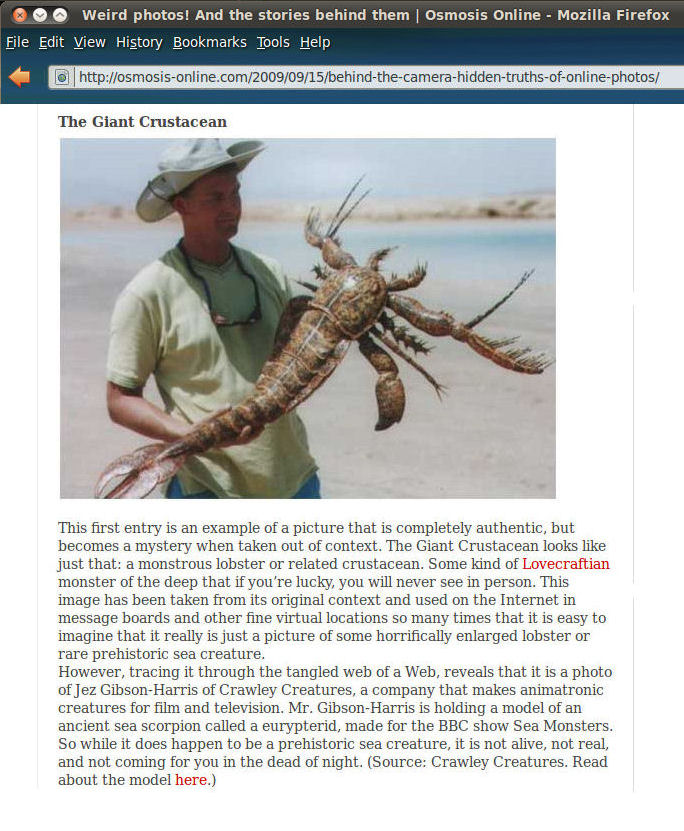 Weird photos! And the stories behind them | Osmosis Online - Mozilla Firefox
File Edit View History Bookmarks Tools Help
http://osmosis-online.com/2009/09/15/behind-the-camera-hidden-truths-of-online-photos/
The Giant Crustacean
This first entry is an example of a picture that is completely authentic, but
becomes a mystery when taken out of context. The Giant Crustacean looks like
just that: a monstrous lobster or related crustacean. Some kind of Lovecraftian
monster of the deep that if you’re lucky, you will never see in person. This
image has been taken from its original context and used on the Internet in
message boards and other fine virtual locations so many times that it is easy to
imagine that it really is just a picture of some horrifically enlarged lobster or
rare prehistoric sea creature.
However, tracing it through the tangled web of a Web, reveals that it is a photo
of Jez Gibson-Harris of Crawley Creatures, a company that makes animatronic
creatures for film and television. Mr. Gibson-Harris is holding a model of an
ancient sea scorpion called a eurypterid, made for the BBC show Sea Monsters.
So while it does happen to be a prehistoric sea creature, it is not alive, not real,
and not coming for you in the dead of night. (Source: Crawley Creatures. Read
about the model here.)